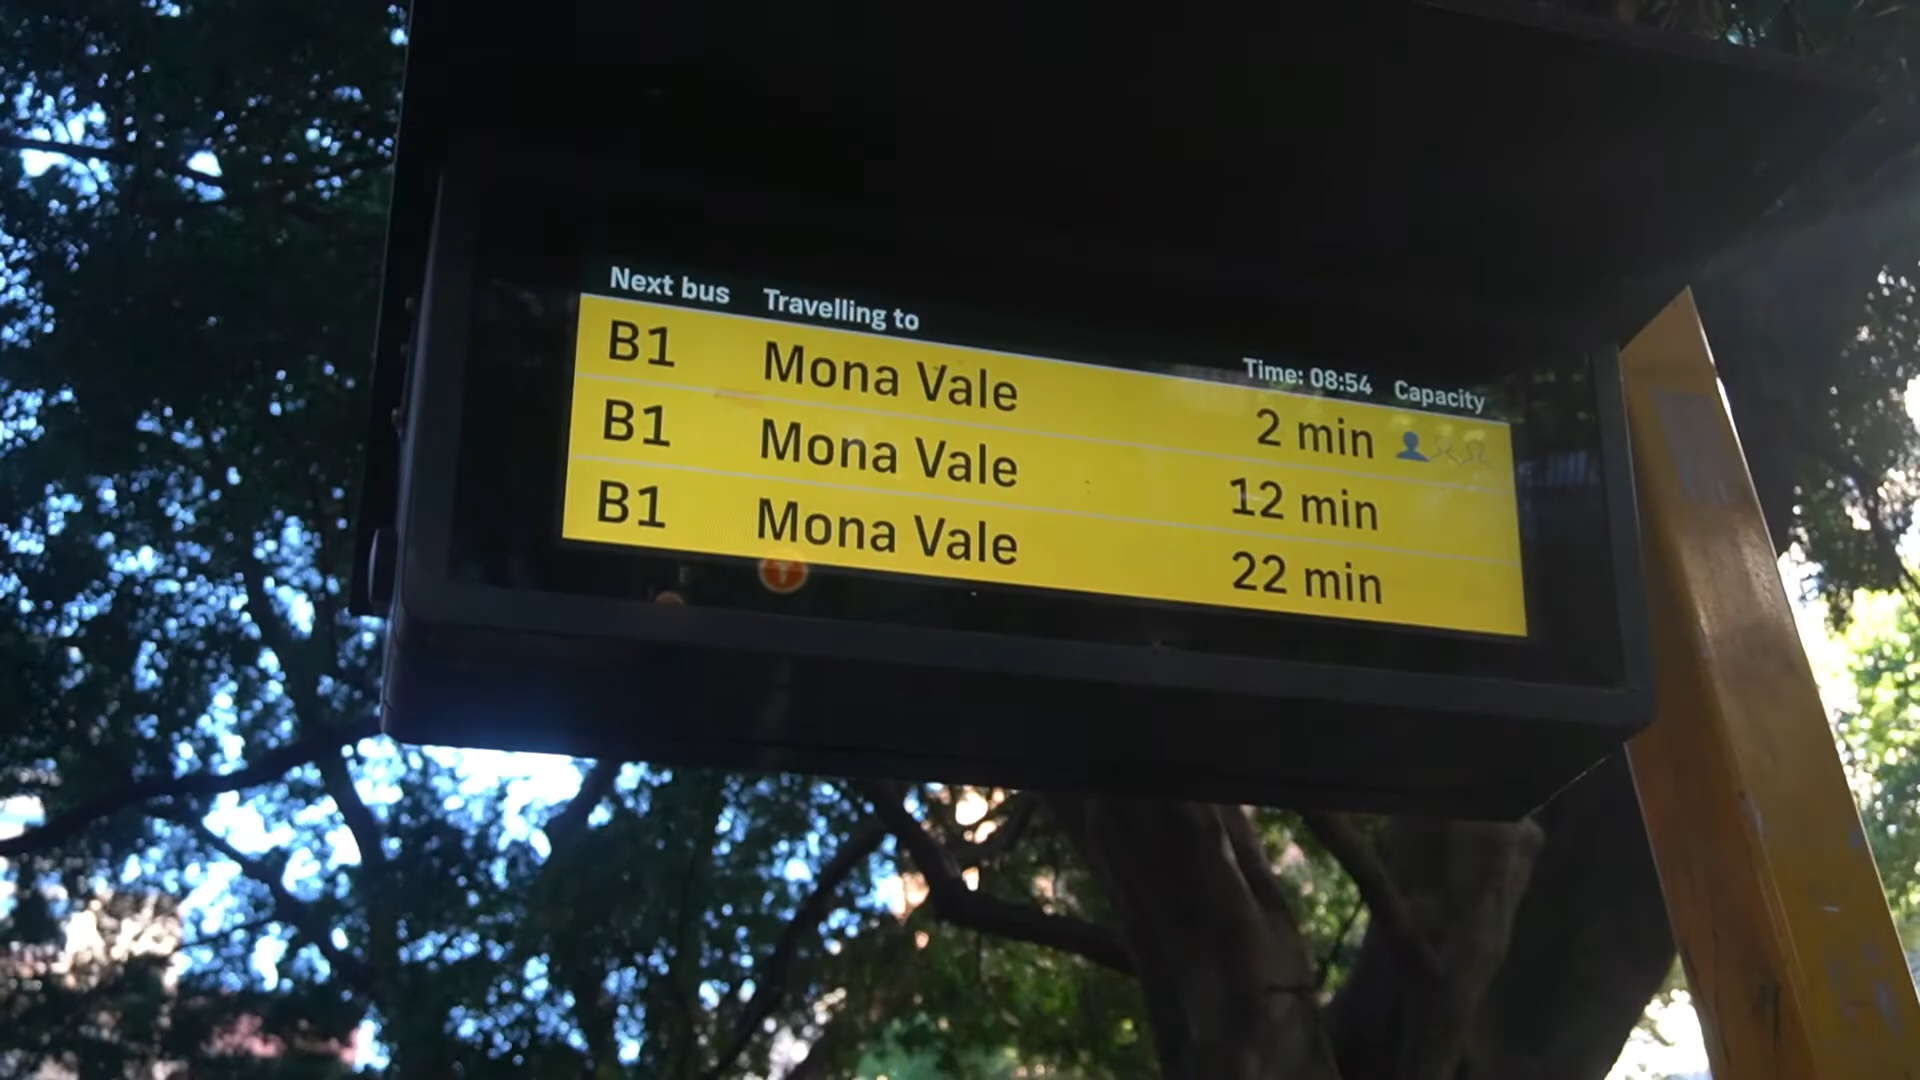 Next bus Travelling to Time: 08:54 Capacity
B1 Mona Vale 2 min
B1 Mona Vale 12 min
B1 Mona Vale 22 min